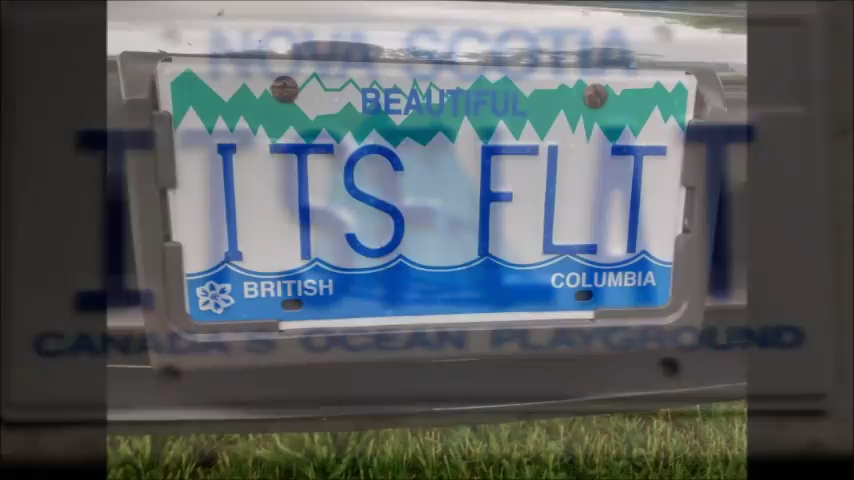 NOVA SCOTIA
BEAUTIFUL
ITS FLT
BRITISH COLUMBIA
CANADA'S OCEAN PLAYGROUND